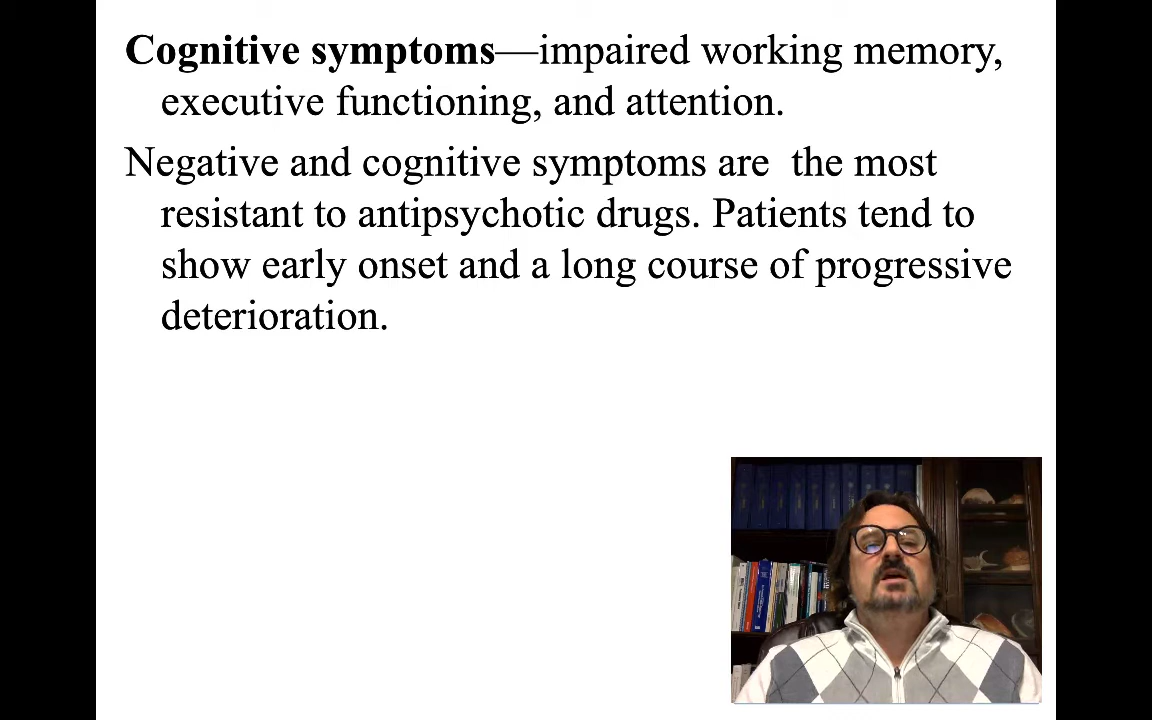 Cognitive symptoms—impaired working memory,
executive functioning, and attention.
Negative and cognitive symptoms are  the most
resistant to antipsychotic drugs. Patients tend to
show early onset and a long course of progressive
deterioration.